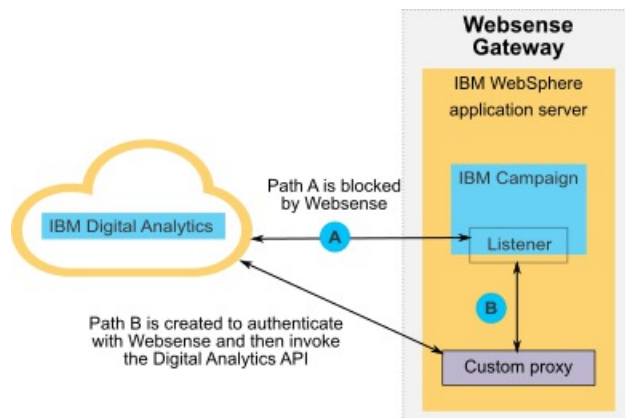 Websense
Gateway
IBM WebSphere
application server
Path A is blocked
by Websense
IBM Campaign
IBM Digital Analytics
A
Listener
B
Path B is created to authenticate
with Websense and then invoke
the Digital Analytics API
Custom proxy